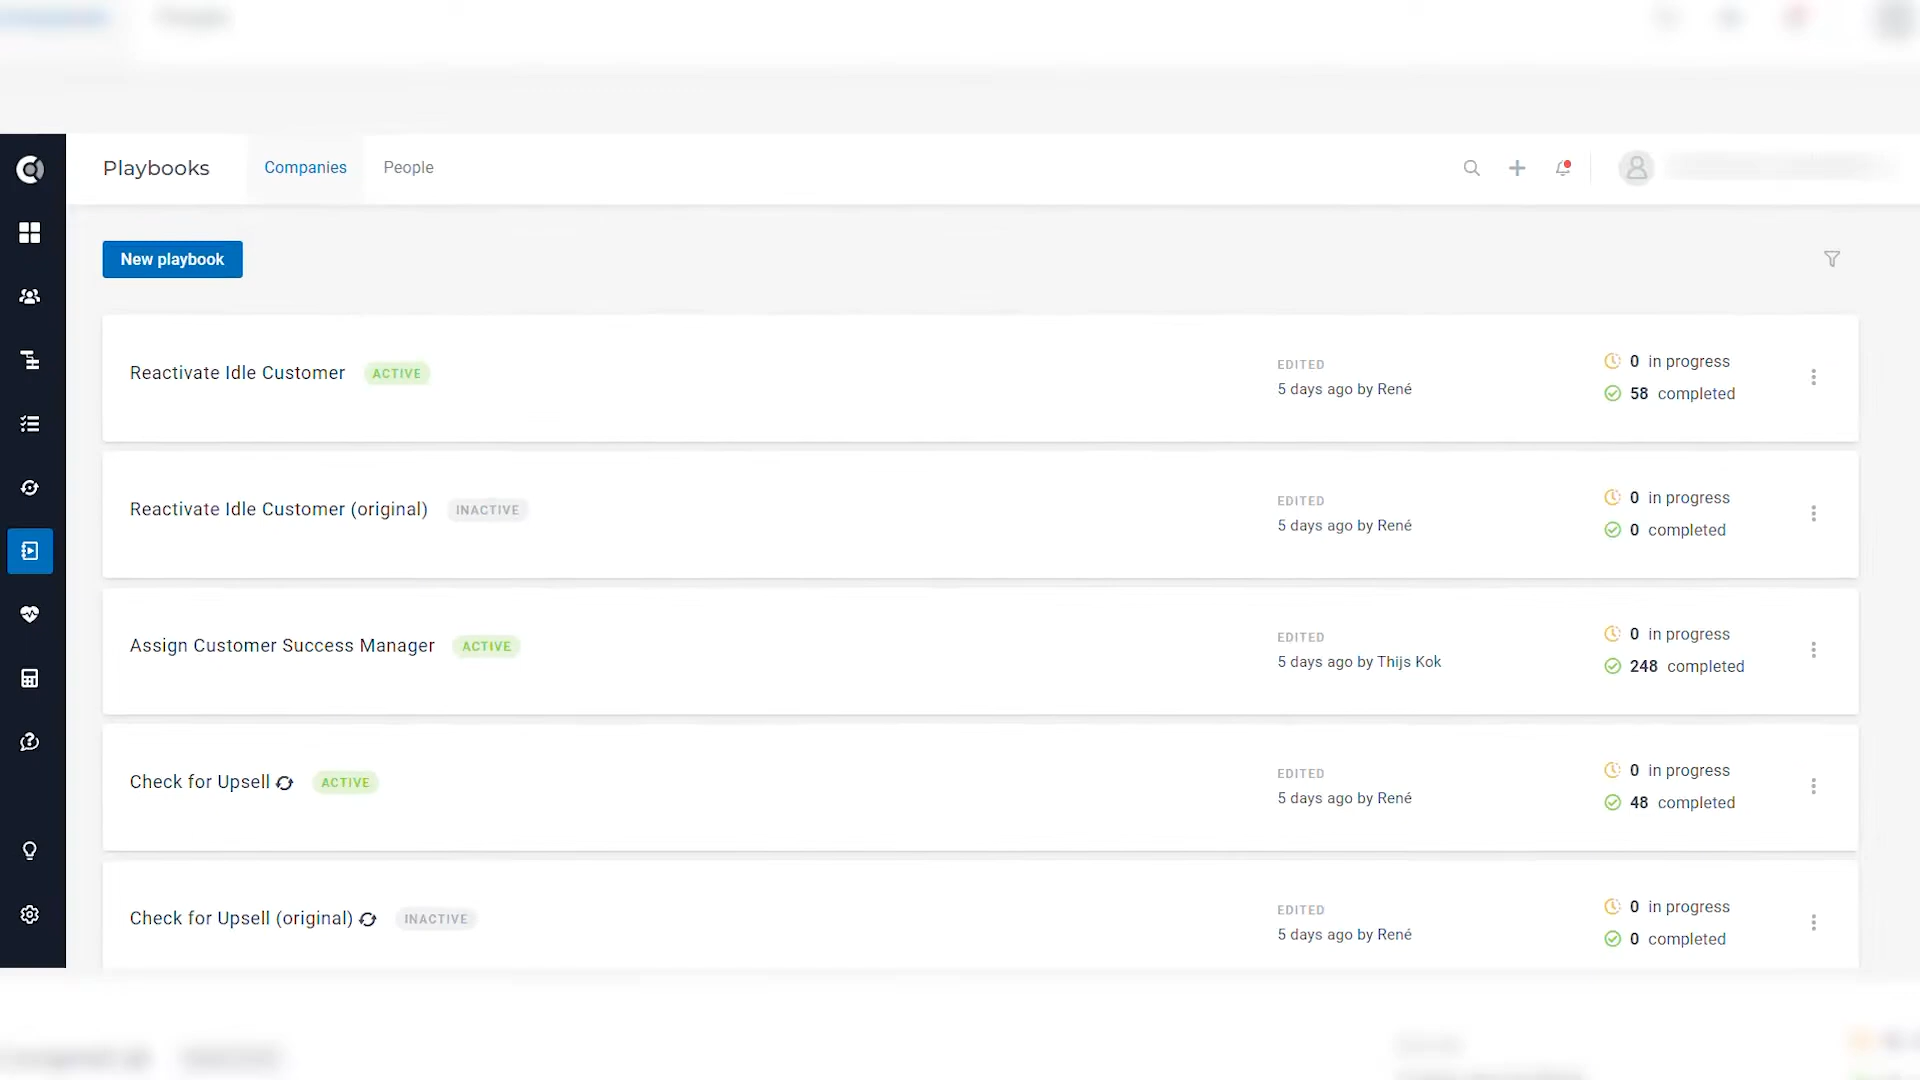 Playbooks
Companies
People
New playbook
Reactivate Idle Customer
ACTIVE
EDITED
5 days ago by René
0 in progress
58 completed
Reactivate Idle Customer (original)
INACTIVE
EDITED
5 days ago by René
0 in progress
0 completed
Assign Customer Success Manager
ACTIVE
EDITED
5 days ago by Thijs Kok
0 in progress
248 completed
Check for Upsell
ACTIVE
EDITED
5 days ago by René
0 in progress
48 completed
Check for Upsell (original)
INACTIVE
EDITED
5 days ago by René
0 in progress
0 completed